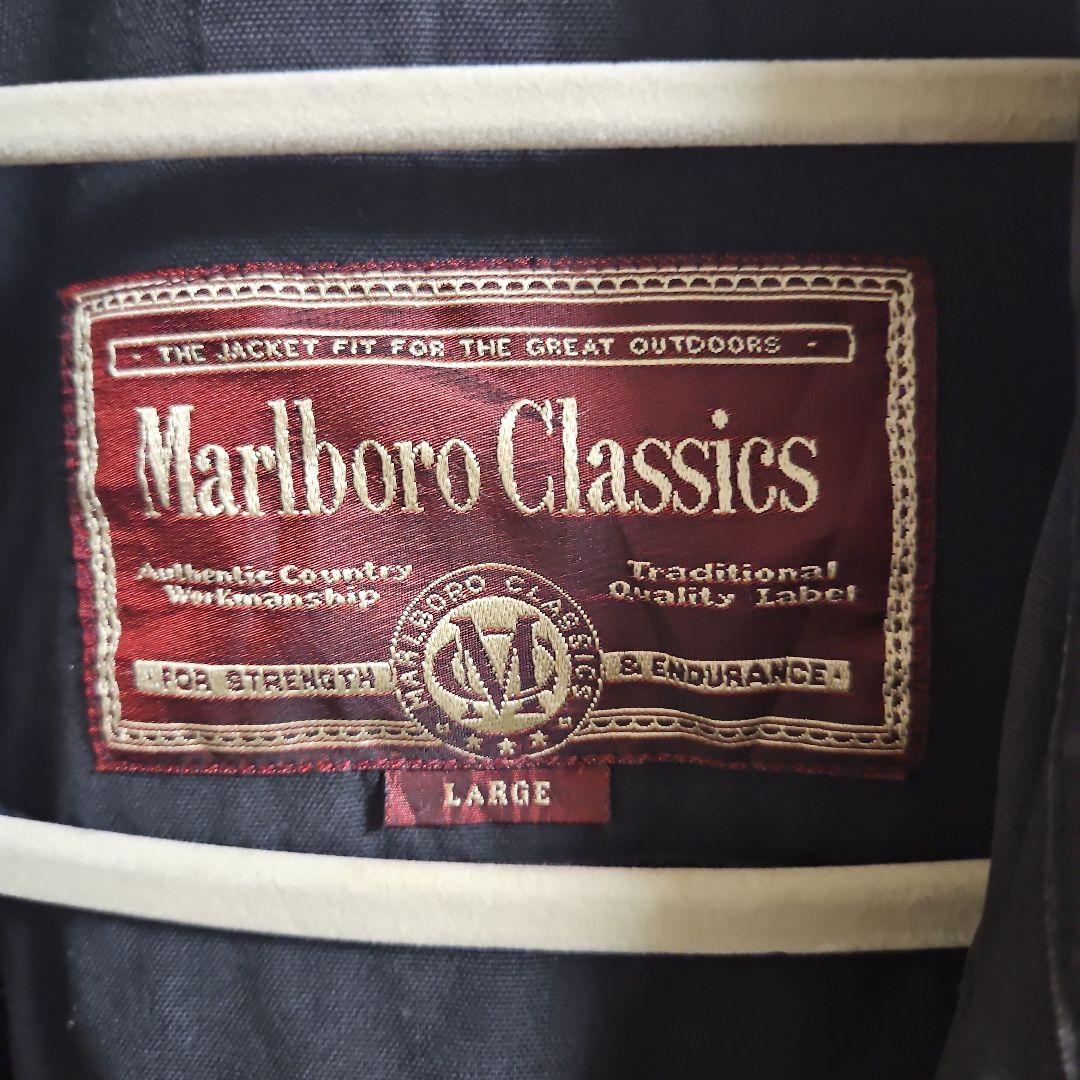 - THE JACKET FIT FOR THE GREAT OUTDOORS -
Marlboro Classics
Authentic Country
Workmanship
Traditional
Quality Label
MARLBORO CLASSICS
MC
· FOR STRENGTH
& ENDURANCE ·
LARGE